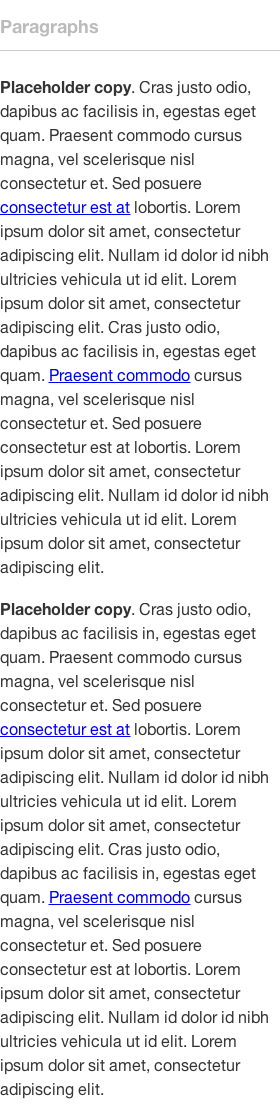 Paragraphs
Placeholder copy. Cras justo odio,
dapibus ac facilisis in, egestas eget
quam. Praesent commodo cursus
magna, vel scelerisque nisl
consectetur et. Sed posuere
consectetur est at lobortis. Lorem
ipsum dolor sit amet, consectetur
adipiscing elit. Nullam id dolor id nibh
ultricies vehicula ut id elit. Lorem
ipsum dolor sit amet, consectetur
adipiscing elit. Cras justo odio,
dapibus ac facilisis in, egestas eget
quam. Praesent commodo cursus
magna, vel scelerisque nisl
consectetur et. Sed posuere
consectetur est at lobortis. Lorem
ipsum dolor sit amet, consectetur
adipiscing elit. Nullam id dolor id nibh
ultricies vehicula ut id elit. Lorem
ipsum dolor sit amet, consectetur
adipiscing elit.
Placeholder copy. Cras justo odio,
dapibus ac facilisis in, egestas eget
quam. Praesent commodo cursus
magna, vel scelerisque nisl
consectetur et. Sed posuere
consectetur est at lobortis. Lorem
ipsum dolor sit amet, consectetur
adipiscing elit. Nullam id dolor id nibh
ultricies vehicula ut id elit. Lorem
ipsum dolor sit amet, consectetur
adipiscing elit. Cras justo odio,
dapibus ac facilisis in, egestas eget
quam. Praesent commodo cursus
magna, vel scelerisque nisl
consectetur et. Sed posuere
consectetur est at lobortis. Lorem
ipsum dolor sit amet, consectetur
adipiscing elit. Nullam id dolor id nibh
ultricies vehicula ut id elit. Lorem
ipsum dolor sit amet, consectetur
adipiscing elit.